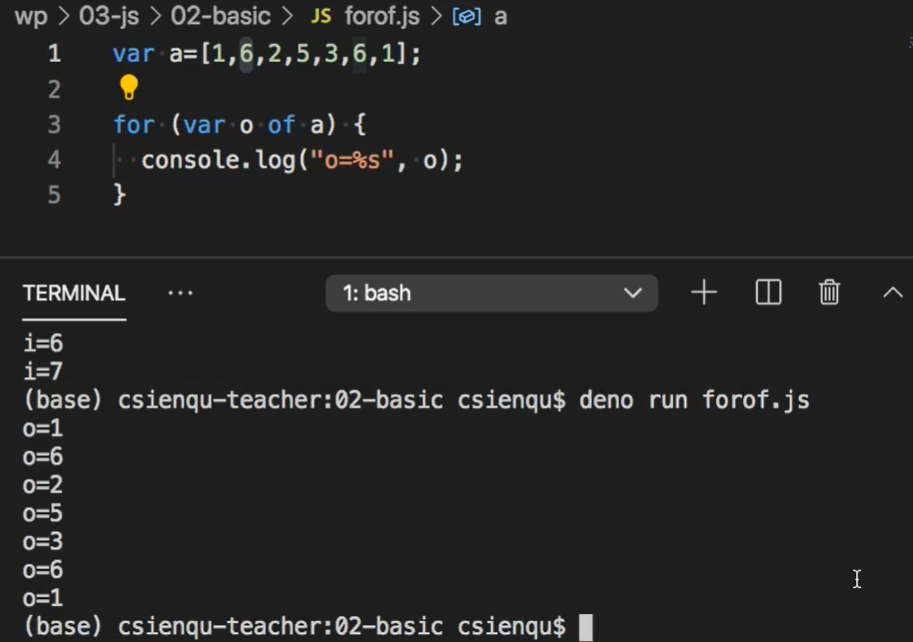 wp > 03-js > 02-basic > JS forof.js > a
1 var a=[1,6,2,5,3,6,1];
2
3 for (var o of a) {
4 console.log("o=%s", o);
5 }
TERMINAL ··· 1: bash
i=6
i=7
(base) csienqu-teacher:02-basic csienqu$ deno run forof.js
o=1
o=6
o=2
o=5
o=3
o=6
o=1
(base) csienqu-teacher:02-basic csienqu$